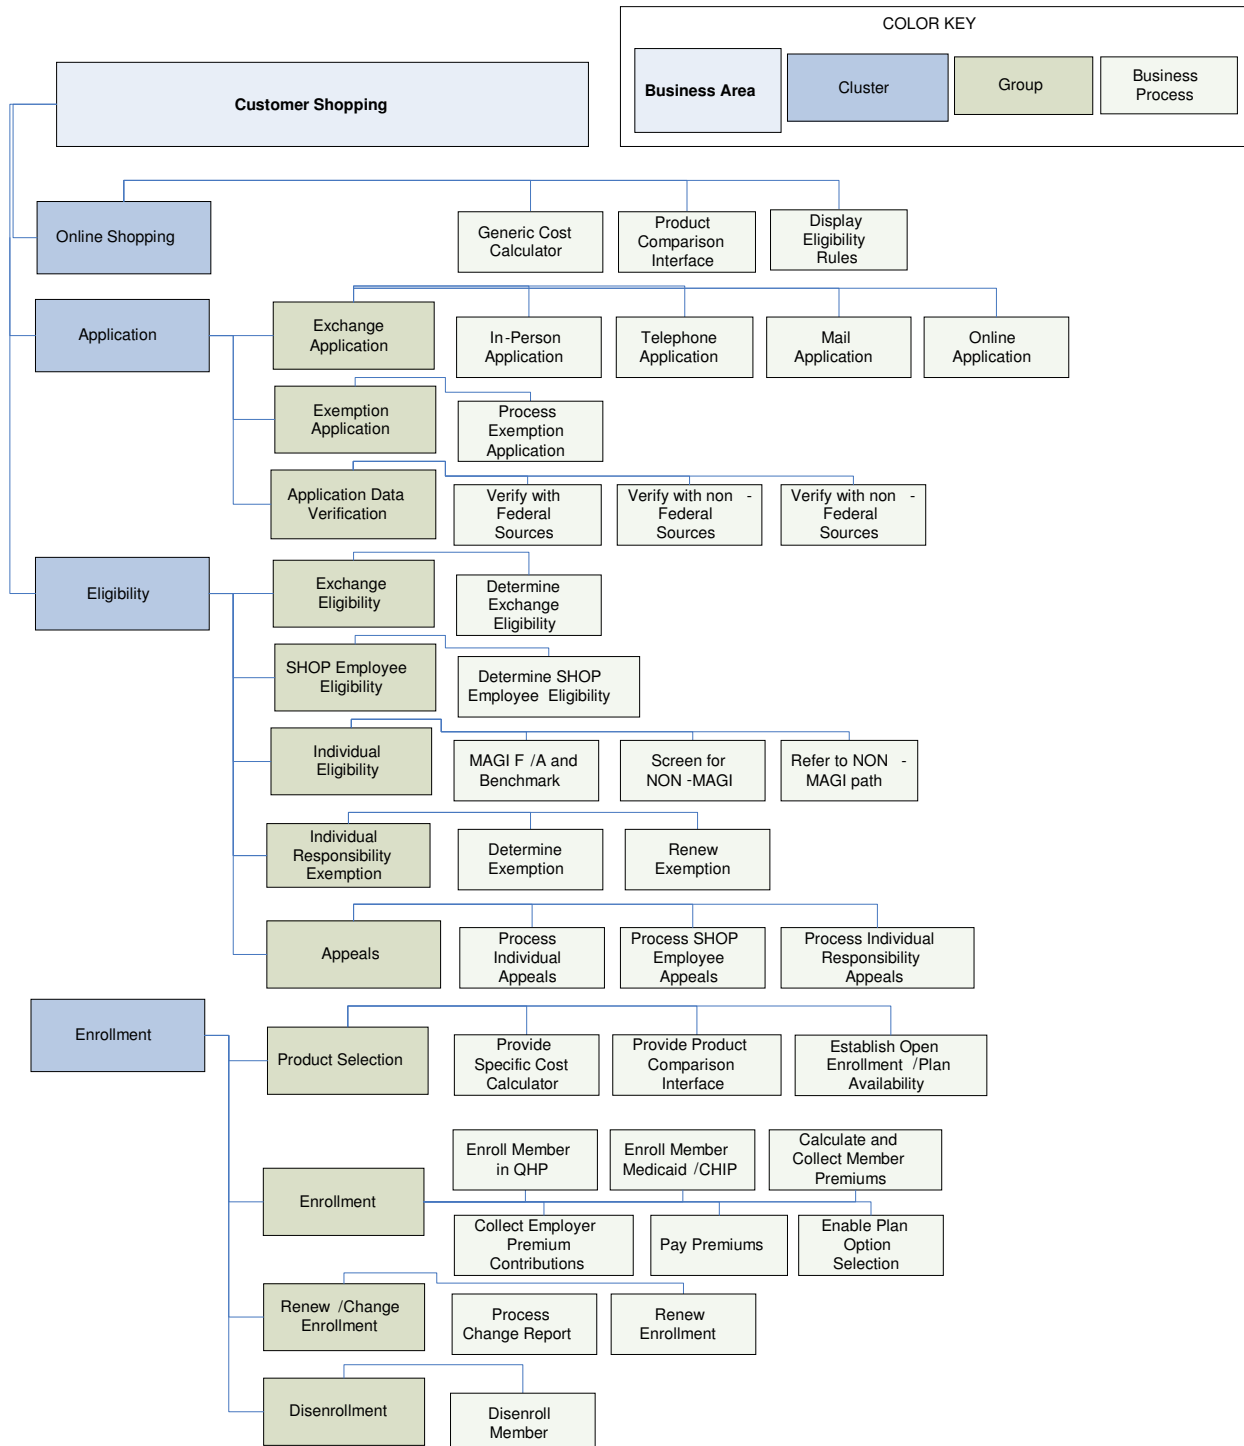 COLOR KEY
Business Area
Cluster
Group
Business
Process
Customer Shopping
Online Shopping
Generic Cost
Calculator
Product
Comparison
Interface
Display
Eligibility
Rules
Application
Exchange
Application
In-Person
Application
Telephone
Application
Mail
Application
Online
Application
Exemption
Application
Process
Exemption
Application
Application Data
Verification
Verify with
Federal
Sources
Verify with non -
Federal
Sources
Verify with non -
Federal
Sources
Eligibility
Exchange
Eligibility
Determine
Exchange
Eligibility
SHOP Employee
Eligibility
Determine SHOP
Employee Eligibility
Individual
Eligibility
MAGI F /A and
Benchmark
Screen for
NON -MAGI
Refer to NON -
MAGI path
Individual
Responsibility
Exemption
Determine
Exemption
Renew
Exemption
Appeals
Process
Individual
Appeals
Process SHOP
Employee
Appeals
Process Individual
Responsibility
Appeals
Enrollment
Product Selection
Provide
Specific Cost
Calculator
Provide Product
Comparison
Interface
Establish Open
Enrollment /Plan
Availability
Enrollment
Enroll Member
in QHP
Enroll Member
Medicaid /CHIP
Calculate and
Collect Member
Premiums
Collect Employer
Premium
Contributions
Pay Premiums
Enable Plan
Option
Selection
Renew /Change
Enrollment
Process
Change Report
Renew
Enrollment
Disenrollment
Disenroll
Member